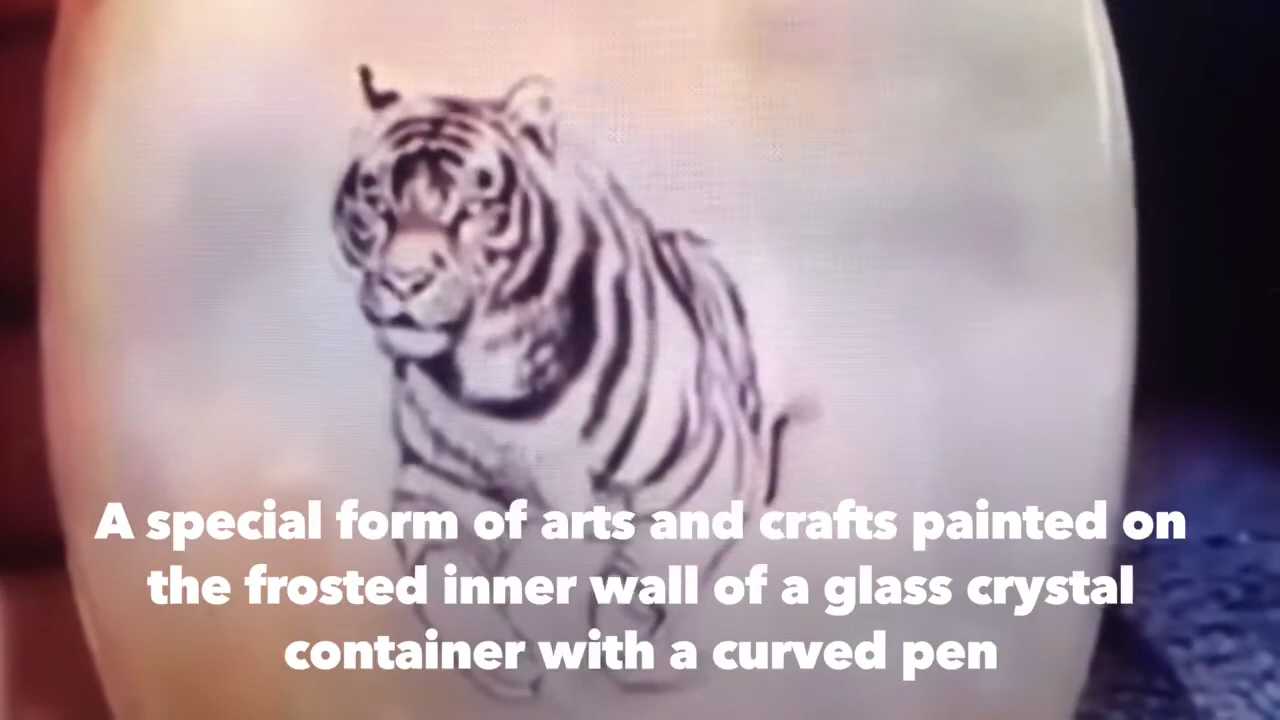 A special form of arts and crafts painted on
the frosted inner wall of a glass crystal
container with a curved pen